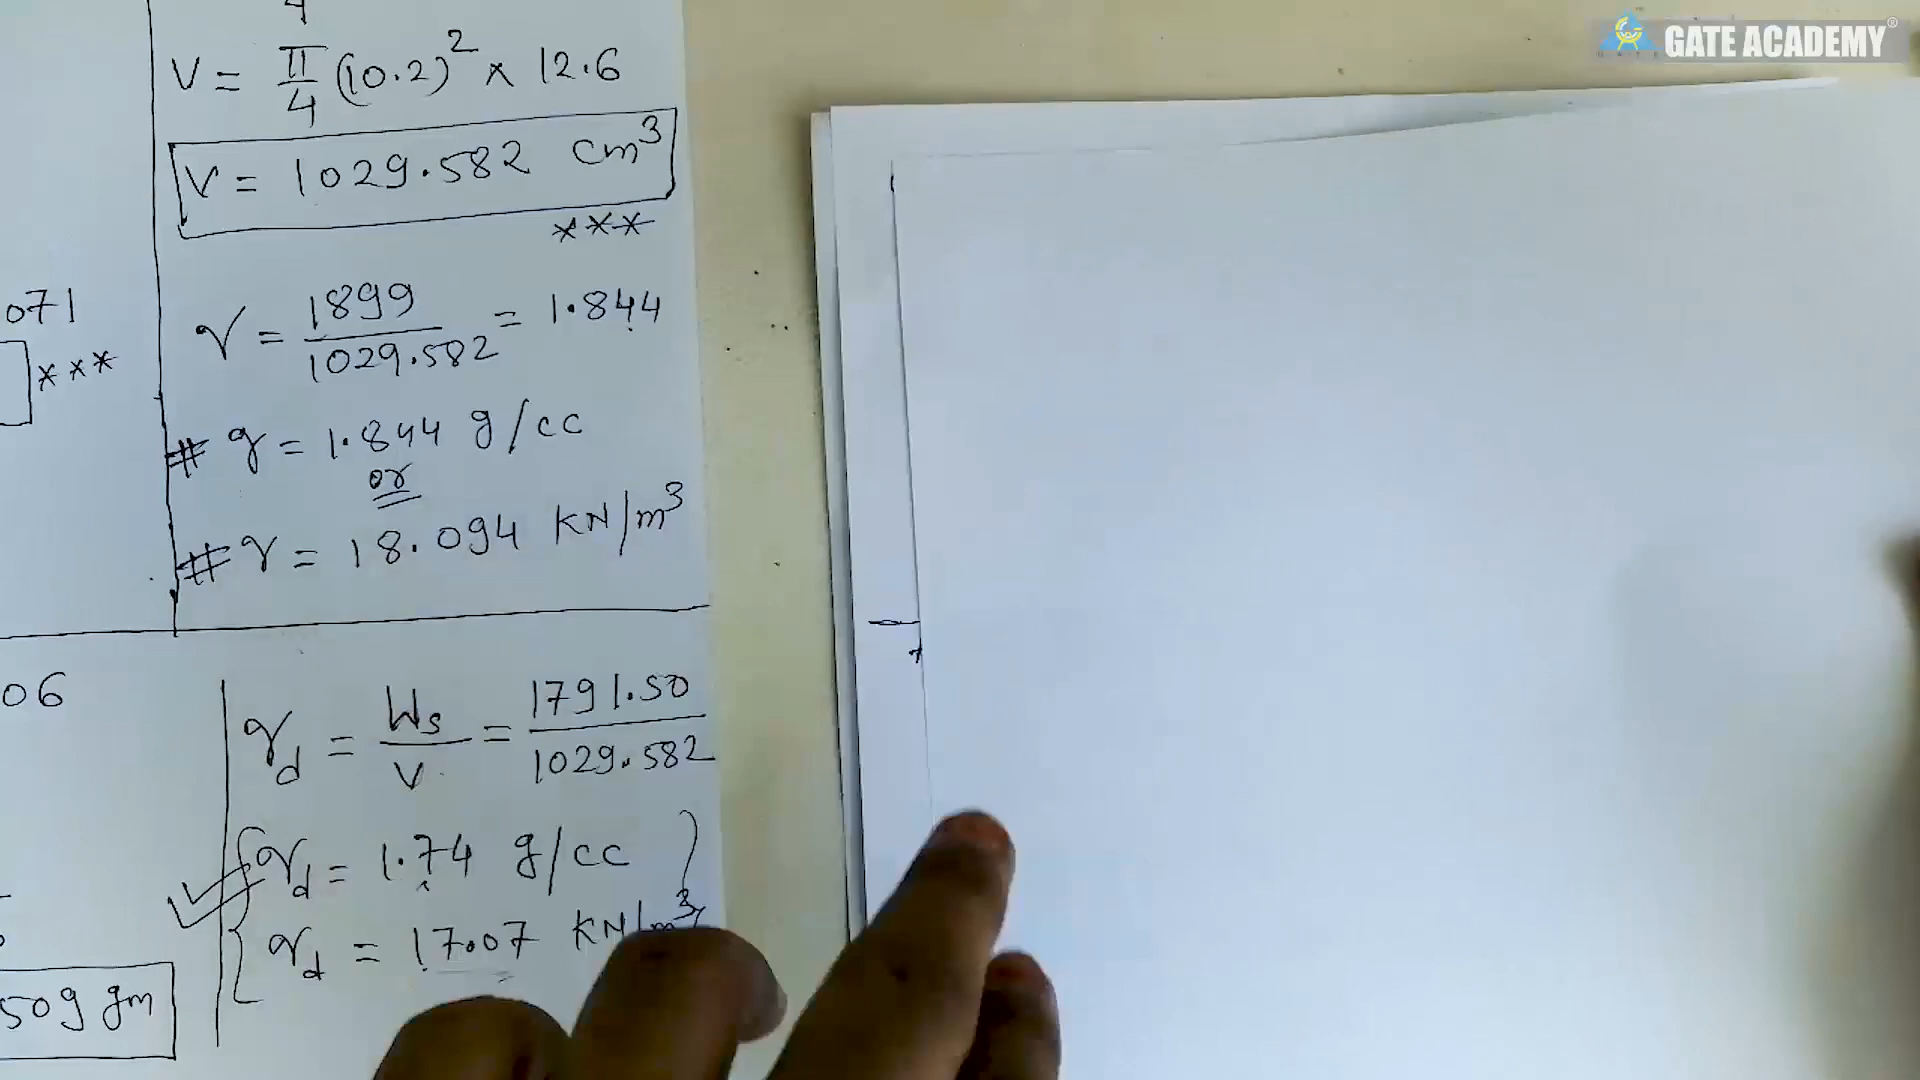 GATE ACADEMY®
4
V = π/4 (10.2)² × 12.6
V = 1029.582 cm³
***
γ = 1899/1029.582 = 1.844
# γ = 1.844 g/cc
or
# γ = 18.094 KN/m³
071
***
06
γd = Ws/V = 1791.50/1029.582
γd = 1.74 g/cc
γd = 17.07 KN/m³
509 gm